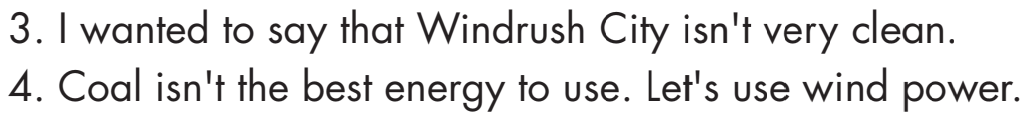 3. I wanted to say that Windrush City isn't very clean.
4. Coal isn't the best energy to use. Let's use wind power.